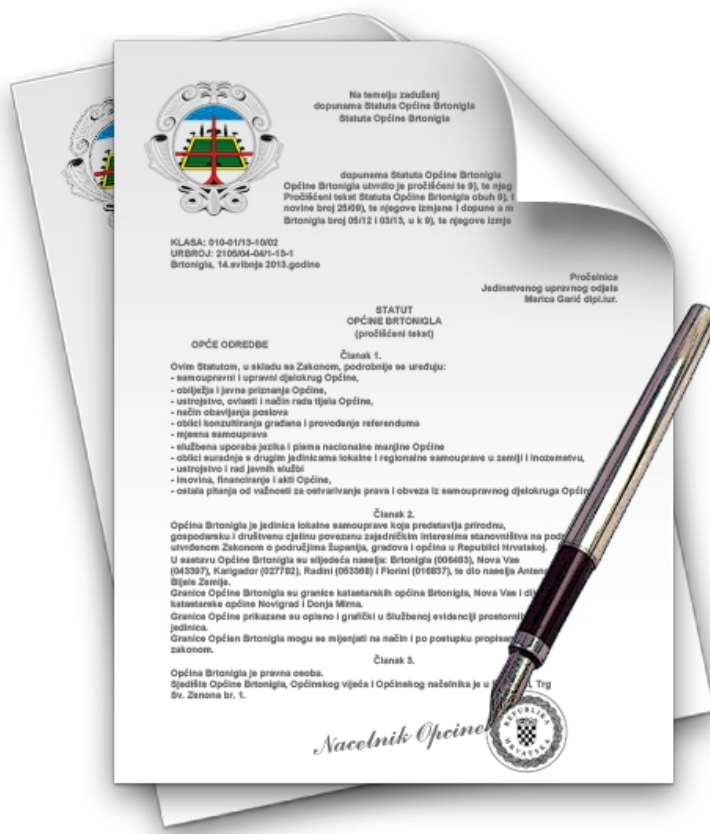 Na temelju zaduženj
dopunama Statuta Općine Brtonigla
Statuta Općine Brtonigla
dopunama Statuta Općine Brtonigla
Općine Brtonigla utvrdio je pročišćeni te 9), te njeg
Pročišćeni tekst Statuta Općine Brtonigla obuh 9), t
novine broj 25/09), te njegove izmjene i dopune a m
Brtonigla broj 05/12 i 03/13, u k 9), te njegove izmje
KLASA: 010-01/13-10/02
URBROJ: 2105/04-04/1-13-1
Brtonigla, 14.svibnja 2013.godine
Pročelnica
Jedinstvenog upravnog odjela
Marica Garić dipl.iur.
STATUT
OPĆINE BRTONIGLA
(pročišćeni tekst)
OPĆE ODREDBE
Članak 1.
Ovim Statutom, u skladu sa Zakonom, podrobnije se uređuju:
- samoupravni i upravni djelokrug Općine,
- obilježja i javna priznanja Općine,
- ustrojstvo, ovlasti i način rada tijela Općine,
- način obavljanja poslova
- oblici konzultiranja građana i provođenje referenduma
- mjesna samouprava
- službena uporaba jezika i pisma nacionalne manjine Općine
- oblici suradnje s drugim jedinicama lokalne i regionalne samouprave u zemlji i inozemstvu,
- ustrojstvo i rad javnih službi
- imovina, financiranje i akti Općine,
- ostala pitanja od važnosti za ostvarivanje prava i obveza iz samoupravnog djelokruga Općin
Članak 2.
Općina Brtonigla je jedinica lokalne samouprave koja predstavlja prirodnu,
gospodarsku i društvenu cjelinu povezanu zajedničkim interesima stanovništva na podr
utvrđenom Zakonom o područjima županija, gradova i općina u Republici Hrvatskoj.
U sastavu Općine Brtonigla su slijedeća naselja: Brtonigla (006483), Nova Vas
(043397), Karigador (027782), Radini (053368) i Fiorini (016837), te dio naselja Anteno
Bijele Zemlje.
Granice Općine Brtonigla su granice katastarskih općina Brtonigla, Nova Vas i di
katastarske općine Novigrad i Donja Mirna.
Granice Općine prikazane su opisno i grafički u Službenoj evidenciji prostornih
jedinica.
Granice Općien Brtonigla mogu se mijenjati na način i po postupku propisan
zakonom.
Članak 3.
Općina Brtonigla je pravna osoba.
Sjedište Općine Brtonigla, Općinskog vijeća i Općinskog načelnika je u Trg
Sv. Zenona br. 1.
Nacelnik Opcine
REPUBLIKA
HRVATSKA